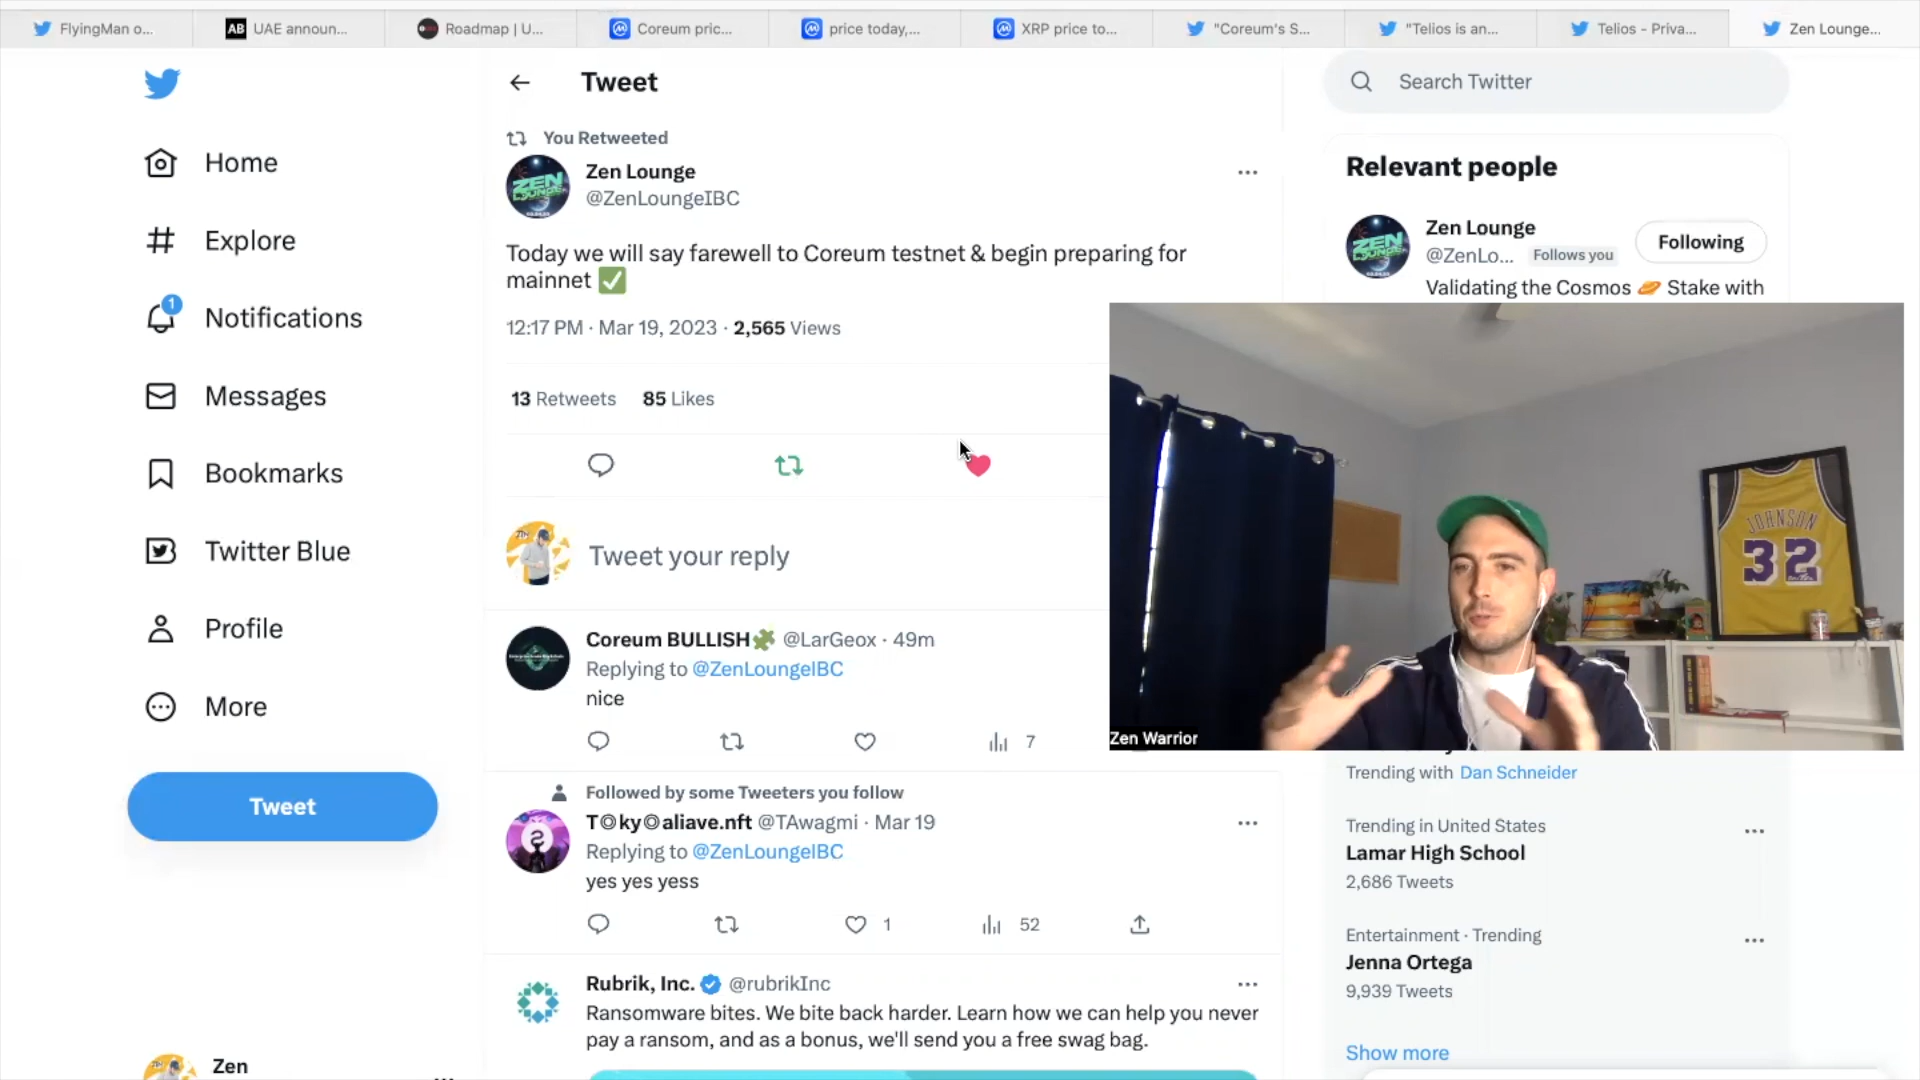 FlyingMan o...
AB UAE announ...
Roadmap | U...
Coreum pric...
price today,...
XRP price to...
"Coreum's S...
"Telios is an...
Telios - Priva...
Zen Lounge...
Home
Explore
1
Notifications
Messages
Bookmarks
Twitter Blue
Profile
More
Tweet
Zen
Tweet
You Retweeted
ZEN LOUNGE
Zen Lounge
@ZenLoungeIBC
Today we will say farewell to Coreum testnet & begin preparing for
mainnet ✅
12:17 PM · Mar 19, 2023 · 2,565 Views
13 Retweets 85 Likes
Tweet your reply
Coreum BULLISH @LarGeox · 49m
Replying to @ZenLoungeIBC
nice
7
Followed by some Tweeters you follow
T◎ky◎aliave.nft @TAwagmi · Mar 19
Replying to @ZenLoungeIBC
yes yes yess
1 52
Rubrik, Inc. @rubrikInc
Ransomware bites. We bite back harder. Learn how we can help you never
pay a ransom, and as a bonus, we'll send you a free swag bag.
Search Twitter
Relevant people
ZEN LOUNGE
Zen Lounge
@ZenLo... Follows you
Following
Validating the Cosmos 🪐 Stake with
JOHNSON
32
Zen Warrior
Trending with Dan Schneider
Trending in United States
Lamar High School
2,686 Tweets
Entertainment · Trending
Jenna Ortega
9,939 Tweets
Show more